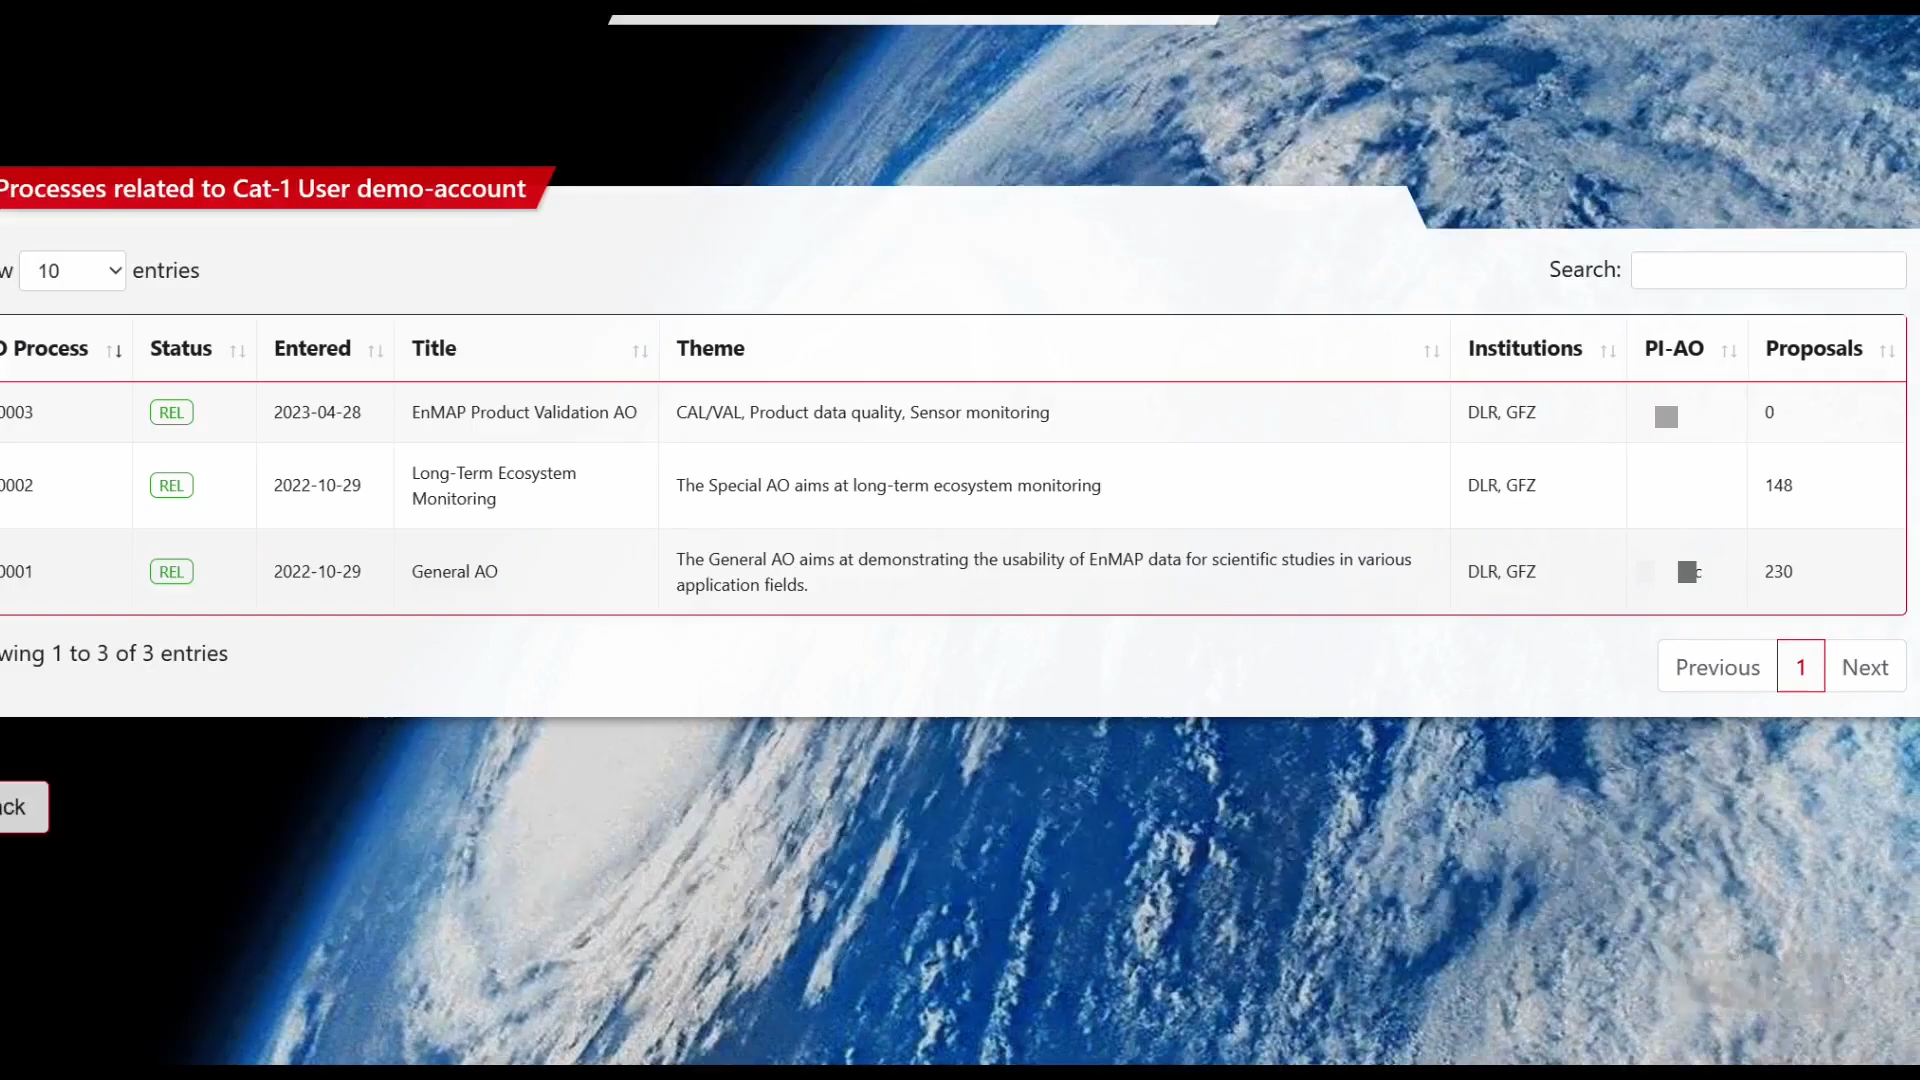 Processes related to Cat-1 User demo-account
10 entries
Search:
Process Status Entered Title Theme Institutions PI-AO Proposals
0003 REL 2023-04-28 EnMAP Product Validation AO CAL/VAL, Product data quality, Sensor monitoring DLR, GFZ 0
0002 REL 2022-10-29 Long-Term Ecosystem
Monitoring The Special AO aims at long-term ecosystem monitoring DLR, GFZ 148
0001 REL 2022-10-29 General AO The General AO aims at demonstrating the usability of EnMAP data for scientific studies in various
application fields. DLR, GFZ 230
wing 1 to 3 of 3 entries
Previous 1 Next
ack